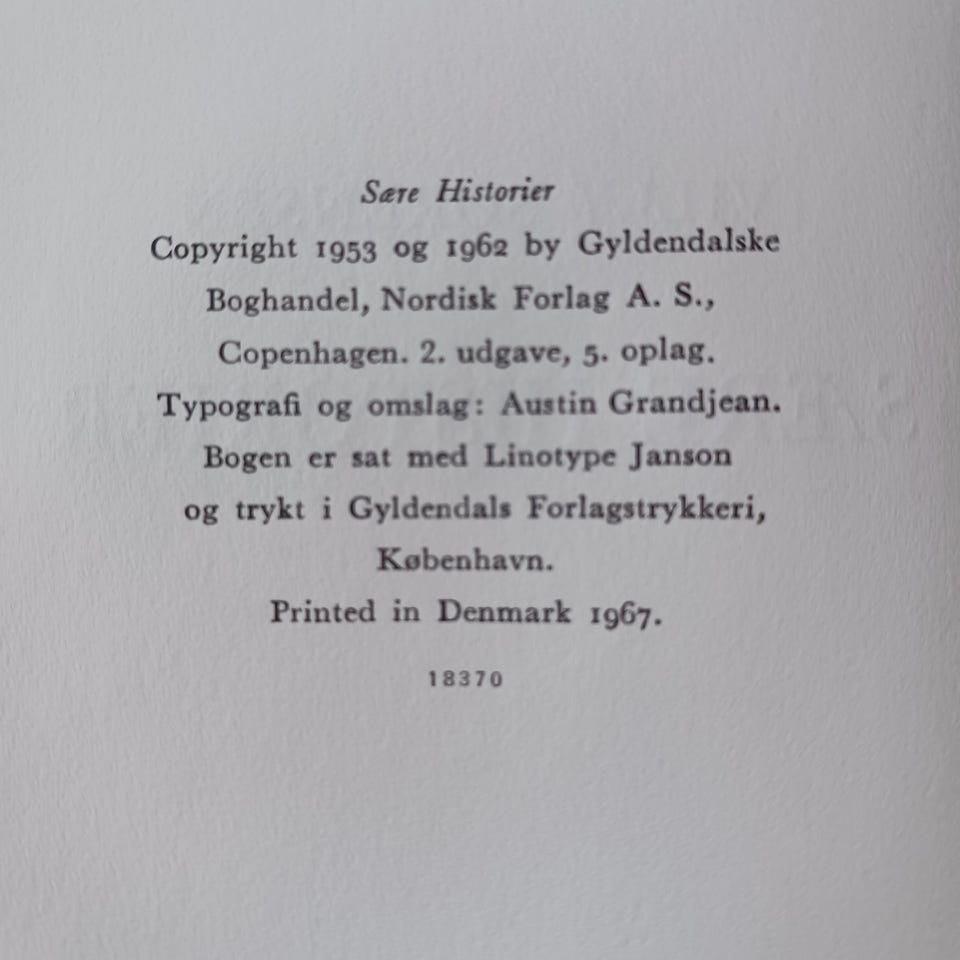 Sære Historier
Copyright 1953 og 1962 by Gyldendalske
Boghandel, Nordisk Forlag A. S.,
Copenhagen. 2. udgave, 5. oplag.
Typografi og omslag: Austin Grandjean.
Bogen er sat med Linotype Janson
og trykt i Gyldendals Forlagstrykkeri,
København.
Printed in Denmark 1967.
18370